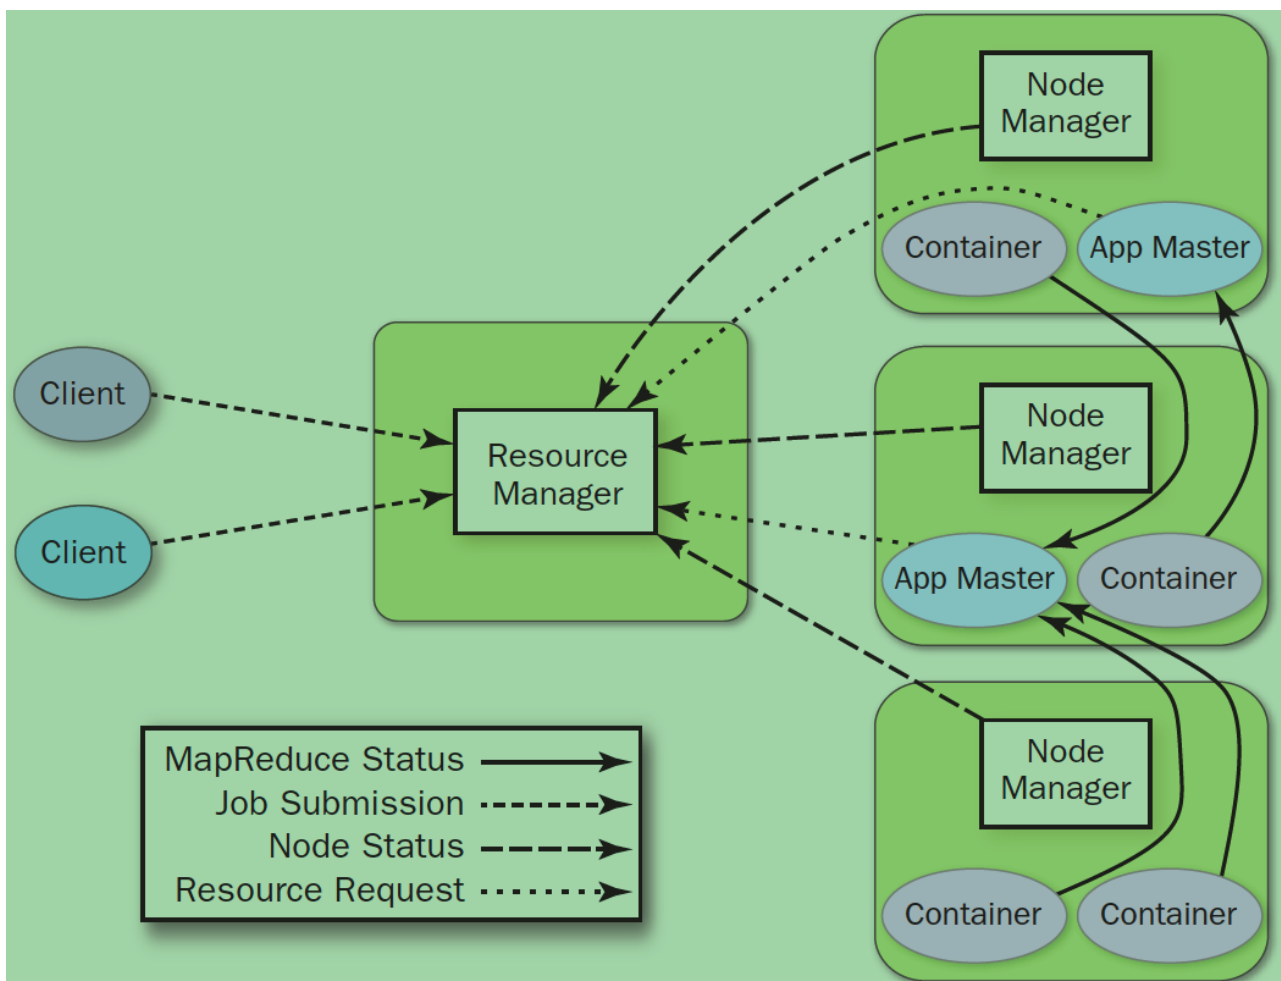 Node
Manager
Container
App Master
Client
Client
Resource
Manager
Node
Manager
App Master
Container
Node
Manager
Container
Container
MapReduce Status
Job Submission
Node Status
Resource Request